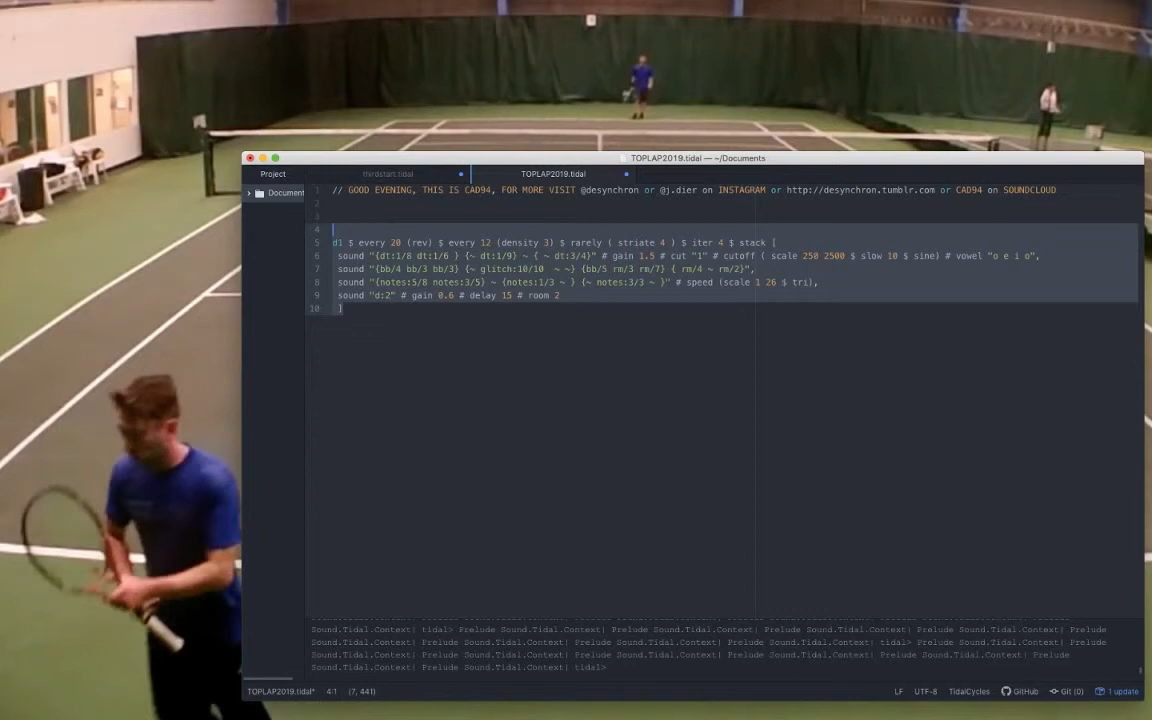 TOPLAP2019.tidal — ~/Documents
Project
thirdstart.tidal
TOPLAP2019.tidal
Document
1 // GOOD EVENING, THIS IS CAD94, FOR MORE VISIT @desynchron or @j.dier on INSTAGRAM or http://desynchron.tumblr.com or CAD94 on SOUNDCLOUD
2
3
4
5 d1 $ every 20 (rev) $ every 12 (density 3) $ rarely ( striate 4 ) $ iter 4 $ stack [
6 sound "{dt:1/8 dt:1/6 } {~ dt:1/9} ~ { ~ dt:3/4}" # gain 1.5 # cut "1" # cutoff ( scale 250 2500 $ slow 10 $ sine) # vowel "o e i o",
7 sound "{bb/4 bb/3 bb/3} {~ glitch:10/10 ~ ~} {bb/5 rm/3 rm/7} { rm/4 ~ rm/2}",
8 sound "{notes:5/8 notes:3/5} ~ {notes:1/3 ~ } {~ notes:3/3 ~ }" # speed (scale 1 26 $ tri),
9 sound "d:2" # gain 0.6 # delay 15 # room 2
10 ]
Sound.Tidal.Context| tidal> Prelude Sound.Tidal.Context| Prelude Sound.Tidal.Context| Prelude Sound.Tidal.Context| Prelude Sound.Tidal.Context| Prelude
Sound.Tidal.Context| Prelude Sound.Tidal.Context| Prelude Sound.Tidal.Context| Prelude Sound.Tidal.Context| tidal> Prelude Sound.Tidal.Context| Prelude
Sound.Tidal.Context| Prelude Sound.Tidal.Context| Prelude Sound.Tidal.Context| Prelude Sound.Tidal.Context| Prelude Sound.Tidal.Context| Prelude
Sound.Tidal.Context| Prelude Sound.Tidal.Context| tidal>
TOPLAP2019.tidal* 4:1 (7, 441)
LF UTF-8 TidalCycles GitHub Git (0) 1 update